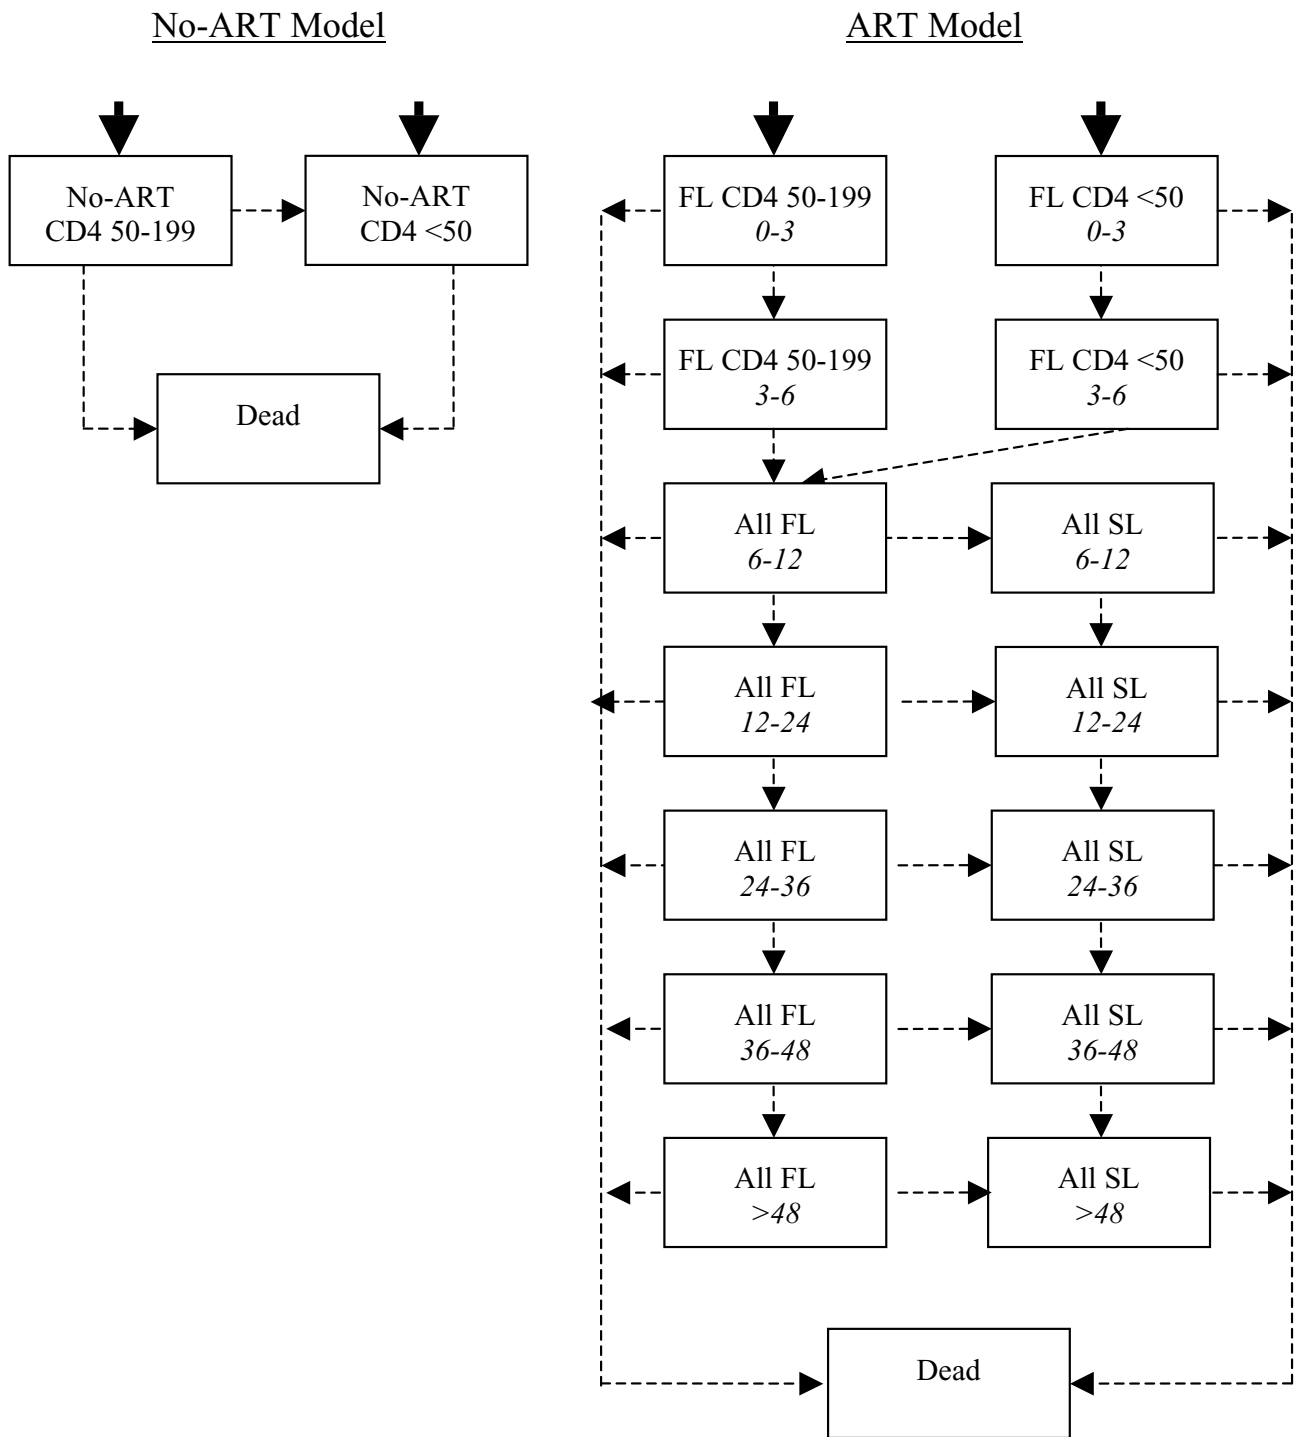 No-ART Model
ART Model
No-ART
CD4 50-199
No-ART
CD4 <50
Dead
FL CD4 50-199
0-3
FL CD4 <50
0-3
FL CD4 50-199
3-6
FL CD4 <50
3-6
All FL
6-12
All SL
6-12
All FL
12-24
All SL
12-24
All FL
24-36
All SL
24-36
All FL
36-48
All SL
36-48
All FL
>48
All SL
>48
Dead